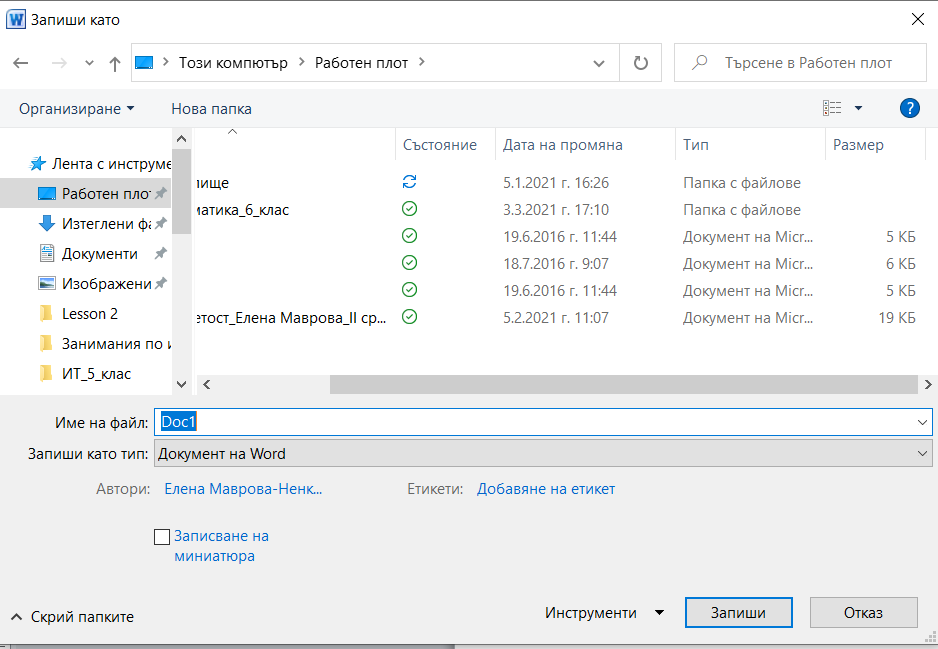 Запиши като
Този компютър > Работен плот >
Търсене в Работен плот
Организиране
Нова папка
Лента с инструме
Работен плот
Изтеглени фа
Документи
Изображени
Lesson 2
Занимания по и
ИТ_5_клас
Състояние Дата на промяна Тип Размер
лище 5.1.2021 г. 16:26 Папка с файлове
матика_6_клас 3.3.2021 г. 17:10 Папка с файлове
19.6.2016 г. 11:44 Документ на Micr... 5 КБ
18.7.2016 г. 9:07 Документ на Micr... 6 КБ
19.6.2016 г. 11:44 Документ на Micr... 5 КБ
етост_Елена Маврова_II ср... 5.2.2021 г. 11:07 Документ на Micr... 19 КБ
Име на файл: Doc1
Запиши като тип: Документ на Word
Автори: Елена Маврова-Ненк...
Етикети: Добавяне на етикет
Записване на
миниатюра
Скрий папките
Инструменти
Запиши
Отказ